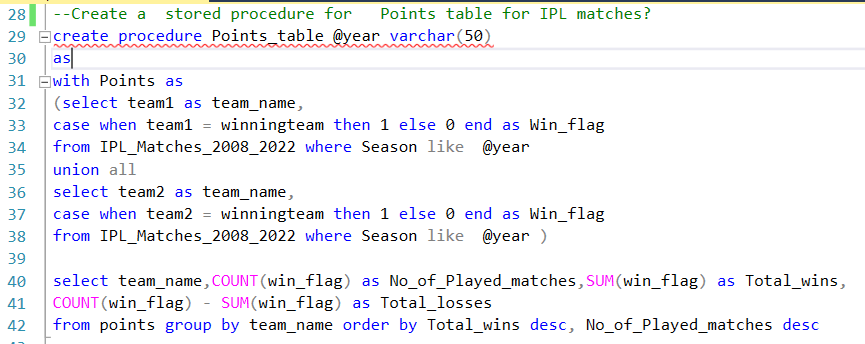 28 --Create a  stored procedure for   Points table for IPL matches?
29 create procedure Points_table @year varchar(50)
30 as
31 with Points as
32 (select team1 as team_name,
33 case when team1 = winningteam then 1 else 0 end as Win_flag
34 from IPL_Matches_2008_2022 where Season like  @year
35 union all
36 select team2 as team_name,
37 case when team2 = winningteam then 1 else 0 end as Win_flag
38 from IPL_Matches_2008_2022 where Season like  @year )
39
40 select team_name,COUNT(win_flag) as No_of_Played_matches,SUM(win_flag) as Total_wins,
41 COUNT(win_flag) - SUM(win_flag) as Total_losses
42 from points group by team_name order by Total_wins desc, No_of_Played_matches desc